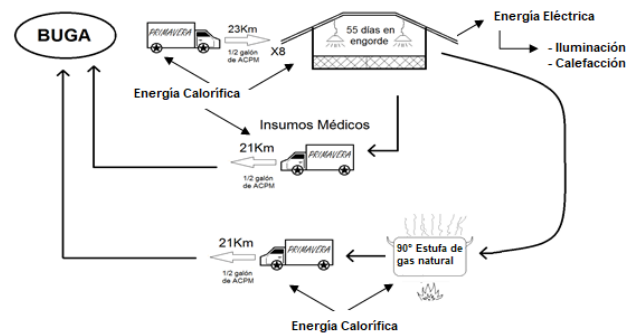 BUGA
PRIMAVERA
23Km
1/2 galón
de ACPM
X8
55 días en
engorde
Energía Eléctrica
- Iluminación
- Calefacción
Energía Calorífica
Insumos Médicos
21Km
1/2 galón
de ACPM
PRIMAVERA
21Km
1/2 galón
de ACPM
PRIMAVERA
90° Estufa de
gas natural
Energía Calorífica